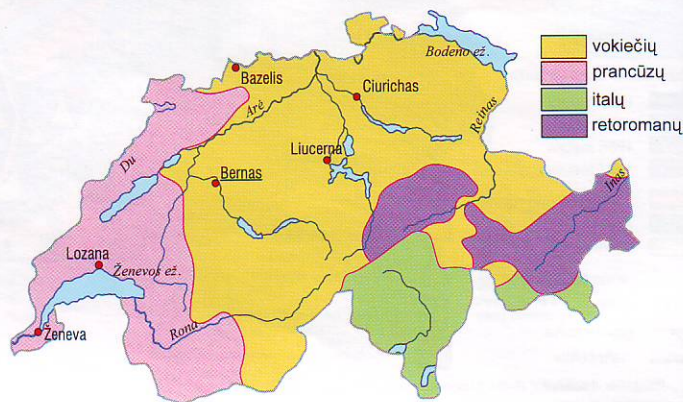 Bodeno ež.
vokiečių
prancūzų
italų
retoromanų
Bazelis
Ciurichas
Arė
Reinas
Du
Liucerna
Bernas
Inas
Lozana
Ženevos ež.
Rona
Ženeva